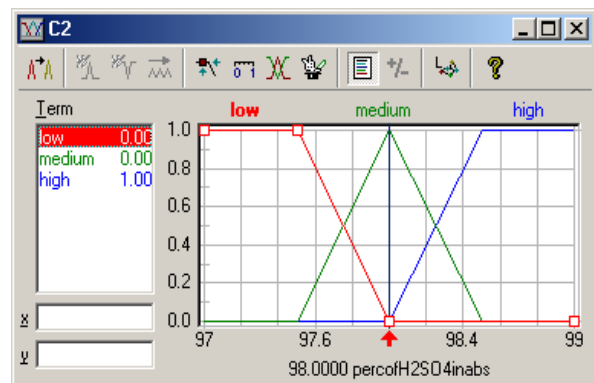 C2
Term
low 0.00
medium 0.00
high 1.00
x
y
low medium high
1.0
0.8
0.6
0.4
0.2
0.0
97 97.6 98.4 99
98.0000 percofH2SO4inabs